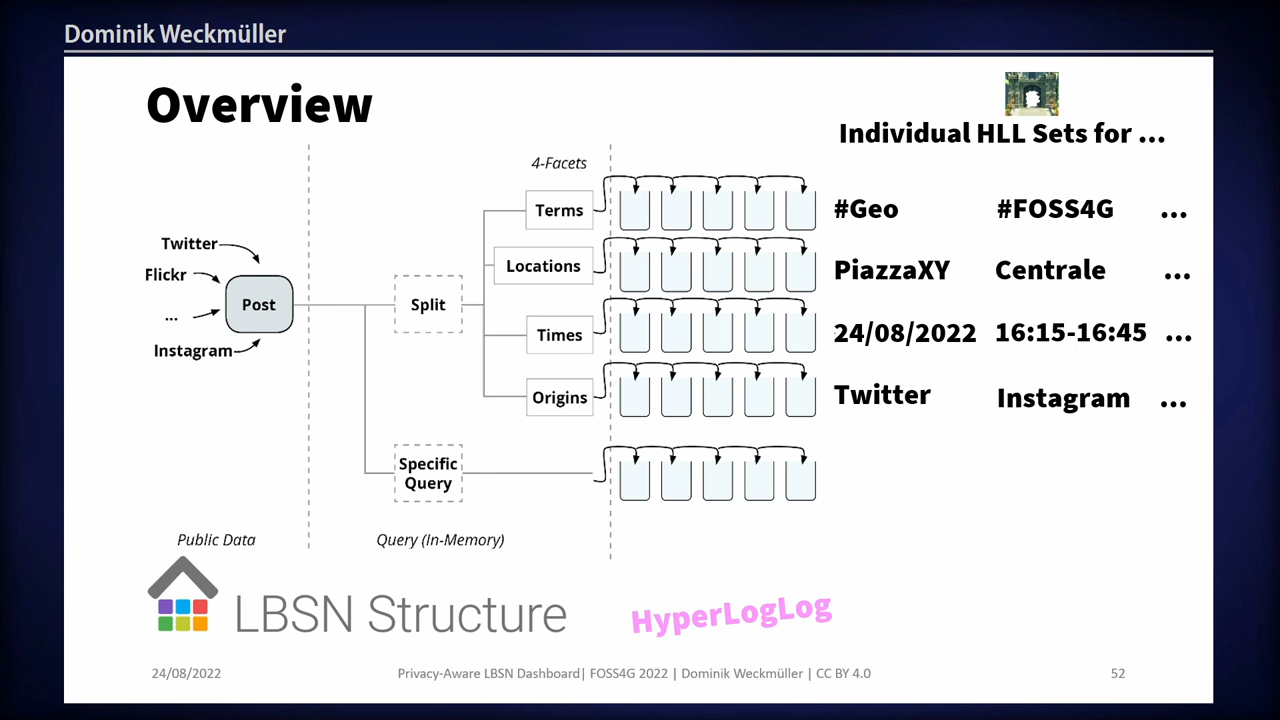 Dominik Weckmüller
Overview
Individual HLL Sets for ...
4-Facets
Terms
#Geo #FOSS4G ...
Twitter
Flickr
...
Instagram
Post
Split
Locations
PiazzaXY Centrale ...
Times
24/08/2022 16:15-16:45 ...
Origins
Twitter Instagram ...
Specific
Query
Public Data
Query (In-Memory)
LBSN Structure
HyperLogLog
24/08/2022
Privacy-Aware LBSN Dashboard| FOSS4G 2022 | Dominik Weckmüller | CC BY 4.0
52